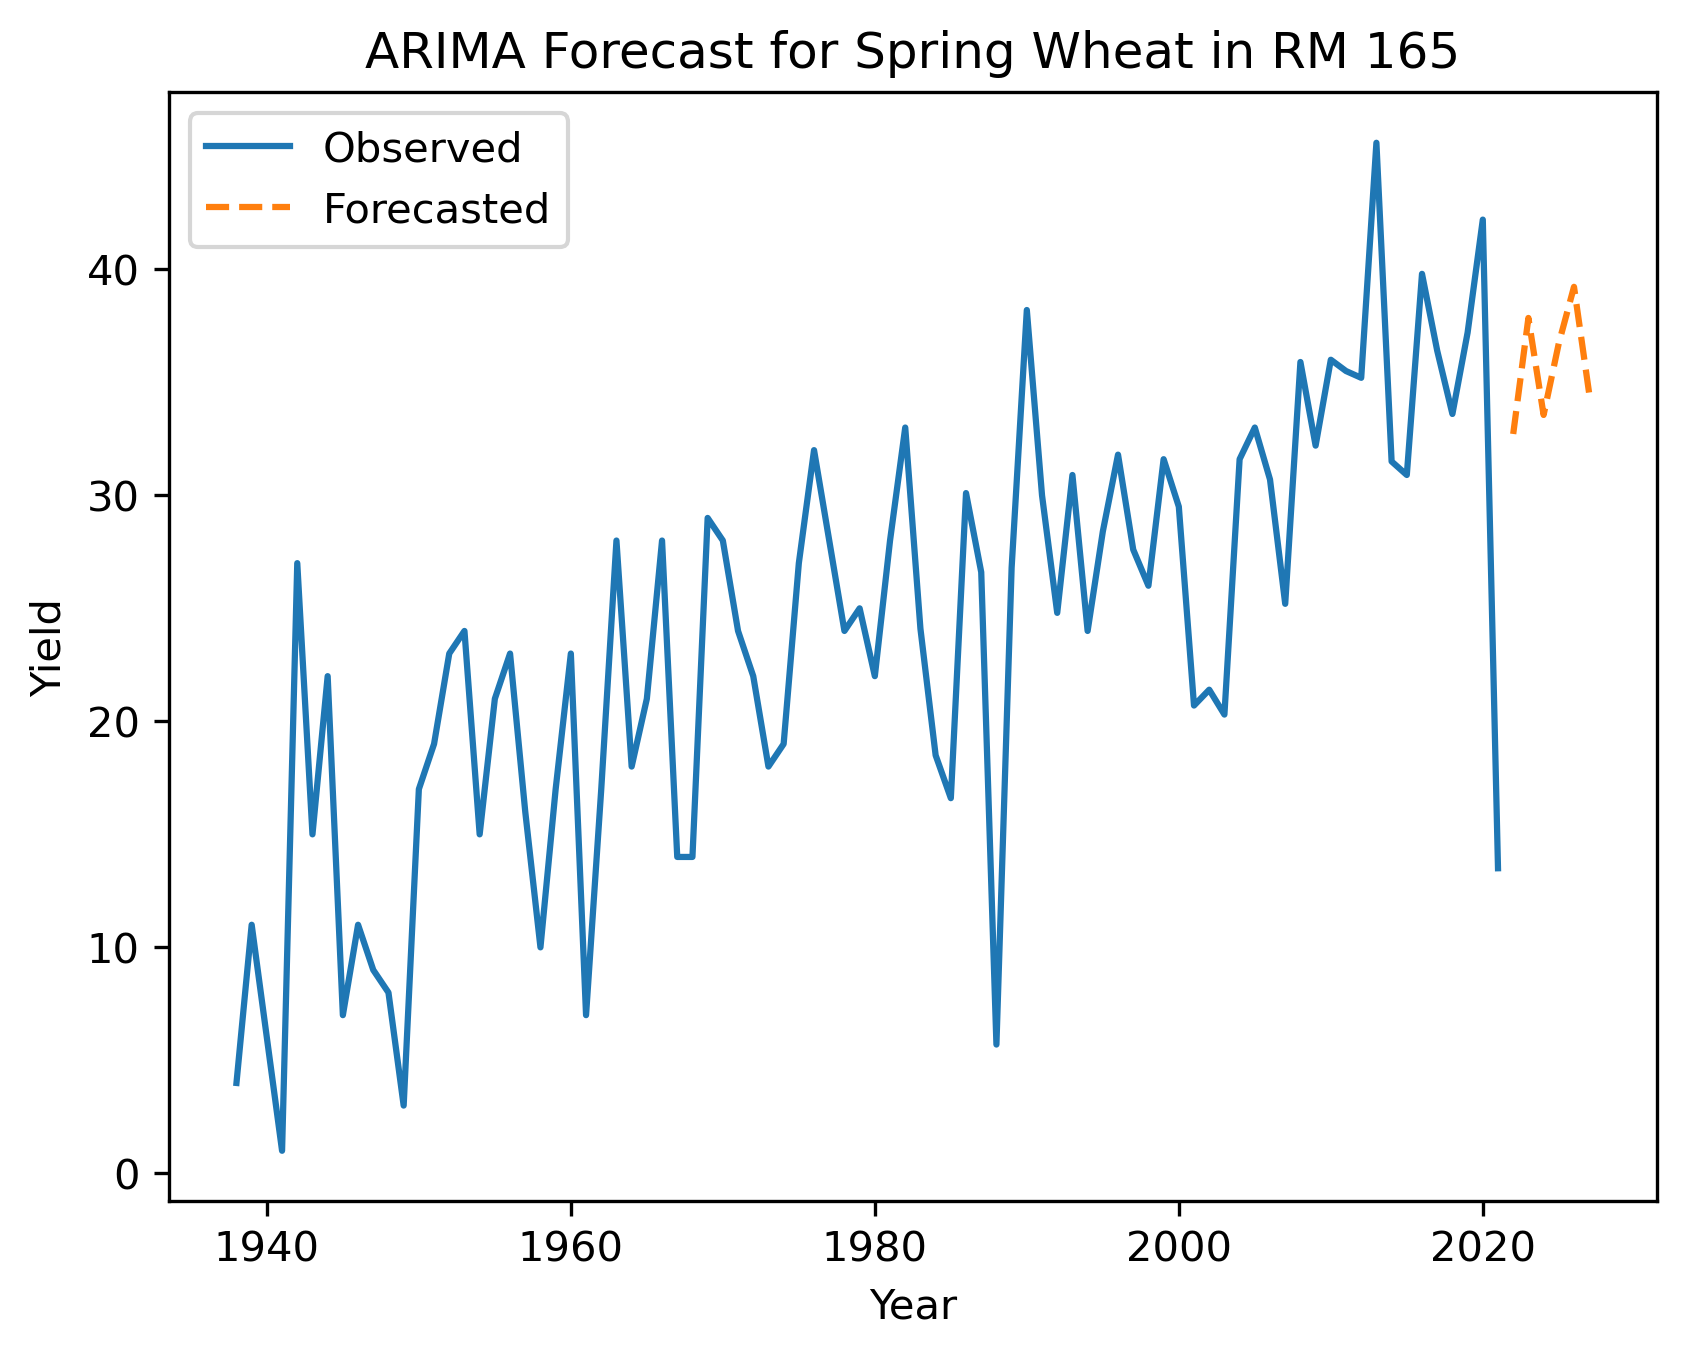 ARIMA Forecast for Spring Wheat in RM 165
Observed
Forecasted
40
30
20
10
0
Yield
1940 1960 1980 2000 2020
Year